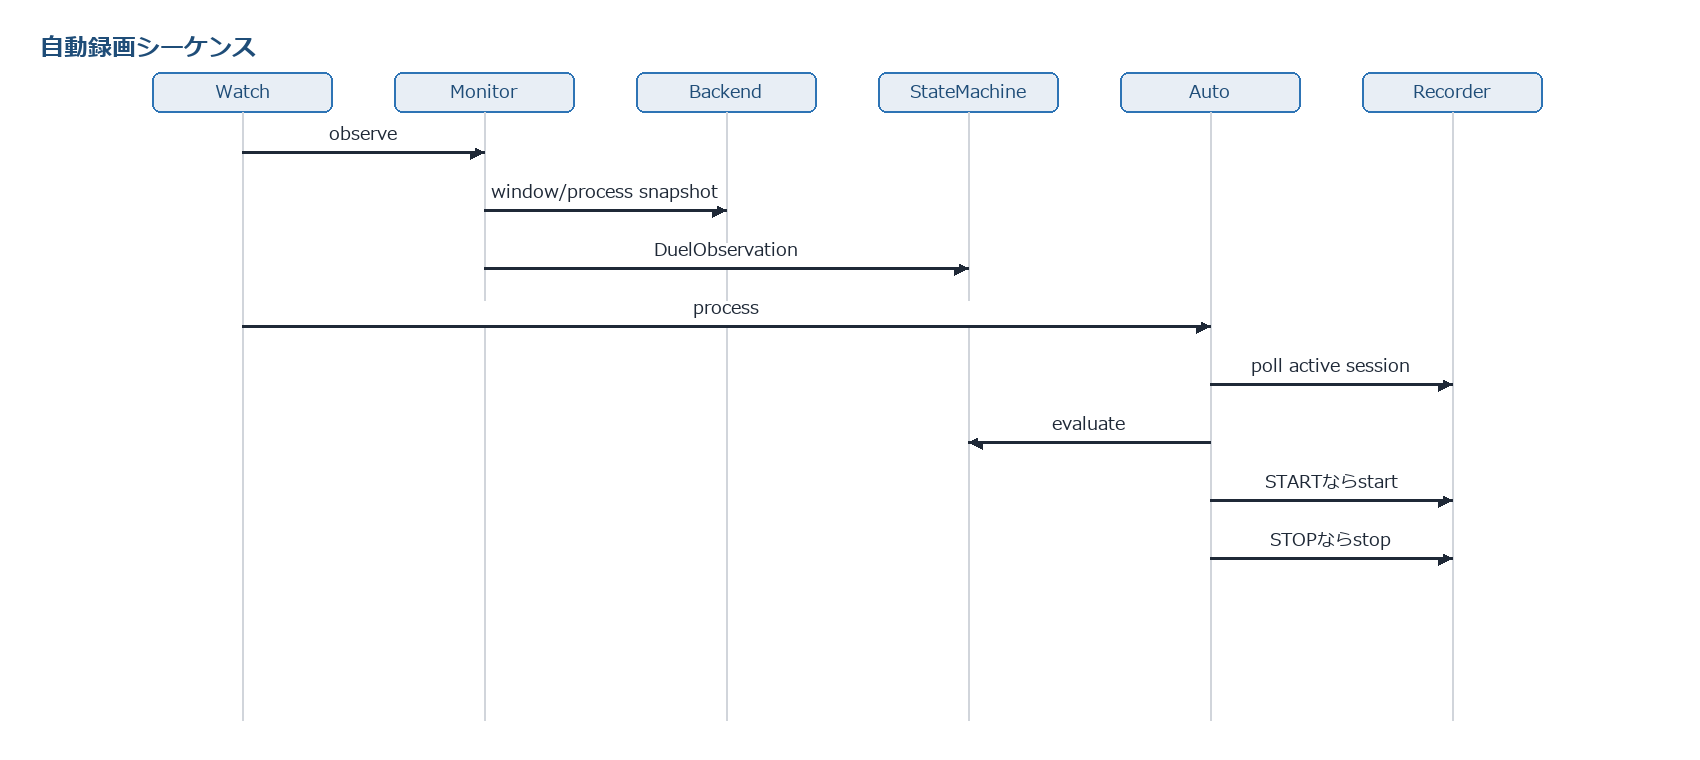 自動録画シーケンス
Watch
Monitor
Backend
StateMachine
Auto
Recorder
observe
window/process snapshot
DuelObservation
process
poll active session
evaluate
STARTならstart
STOPならstop